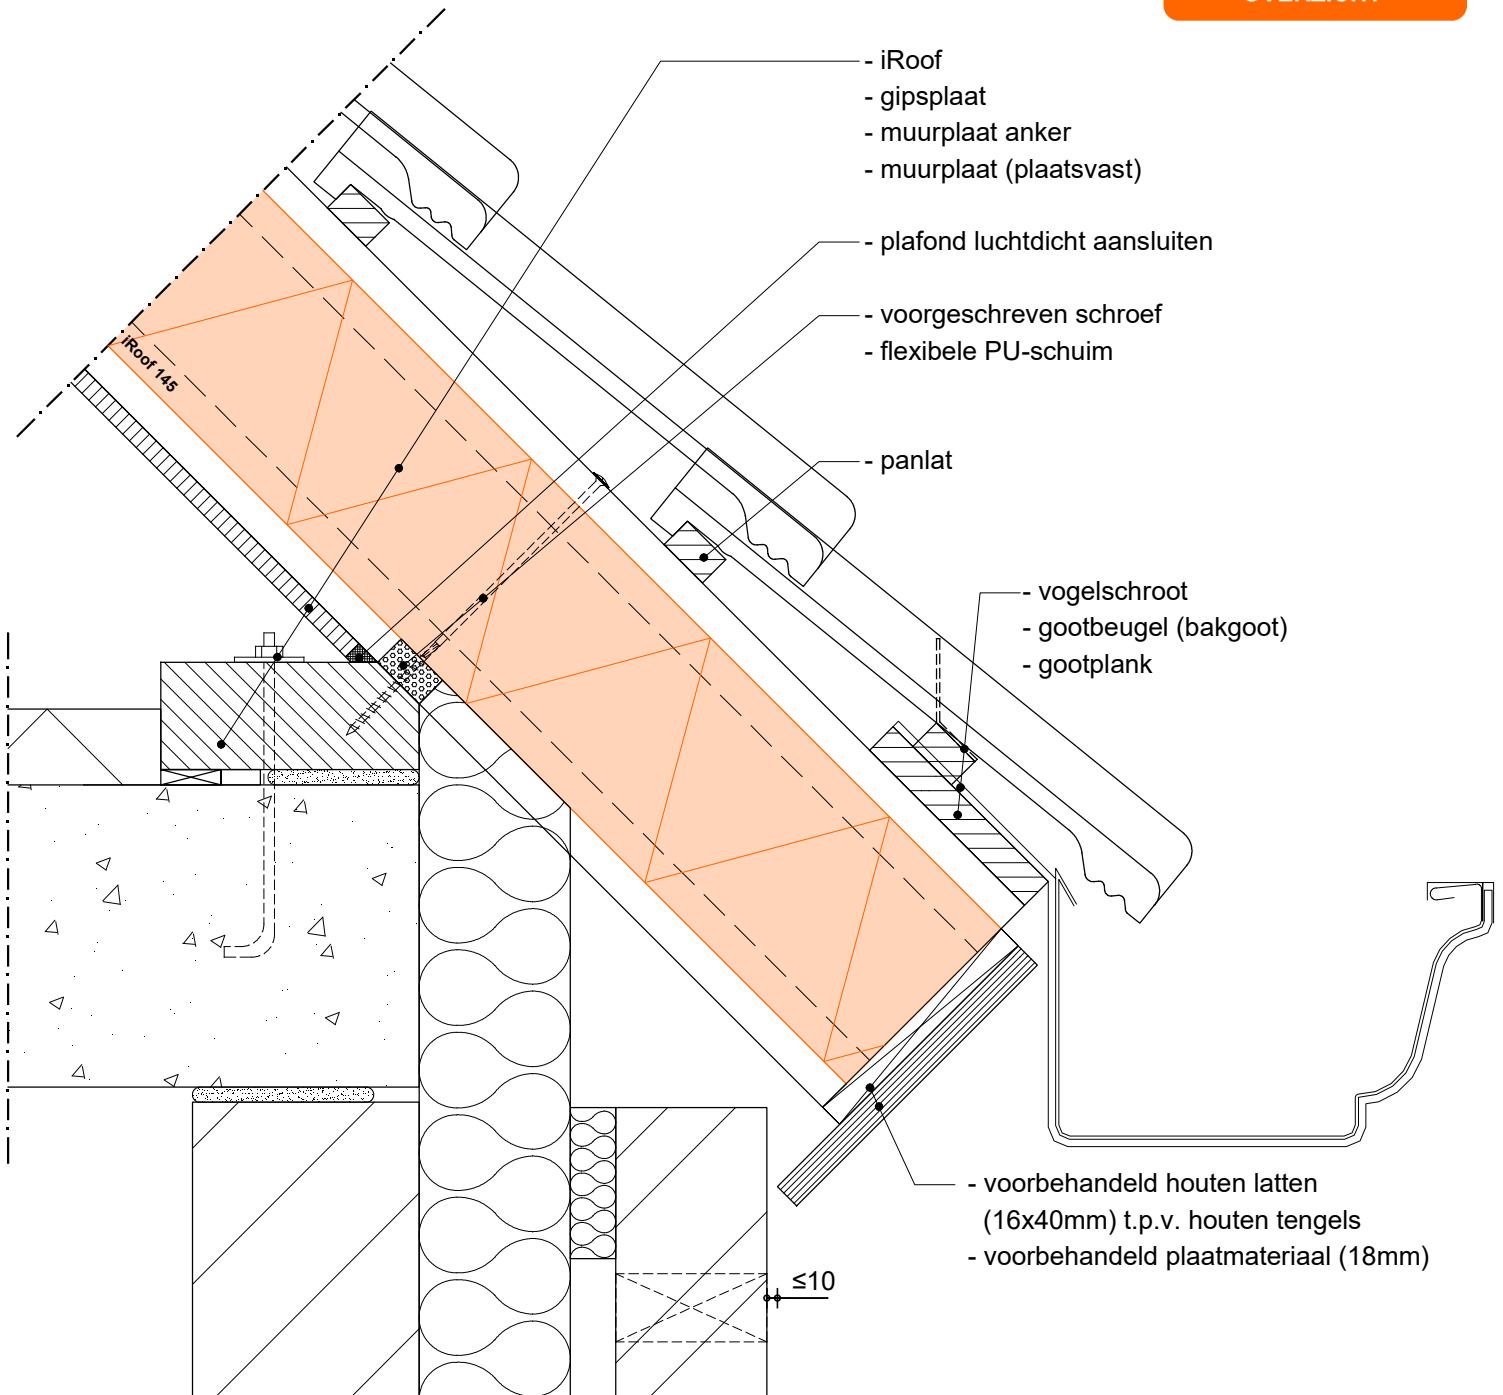 - iRoof
- gipsplaat
- muurplaat anker
- muurplaat (plaatsvast)
- plafond luchtdicht aansluiten
- voorgeschreven schroef
- flexibele PU-schuim
iRoof 145
- panlat
- vogelschroot
- gootbeugel (bakgoot)
- gootplank
- voorbehandeld houten latten
(16x40mm) t.p.v. houten tengels
- voorbehandeld plaatmateriaal (18mm)
≤10